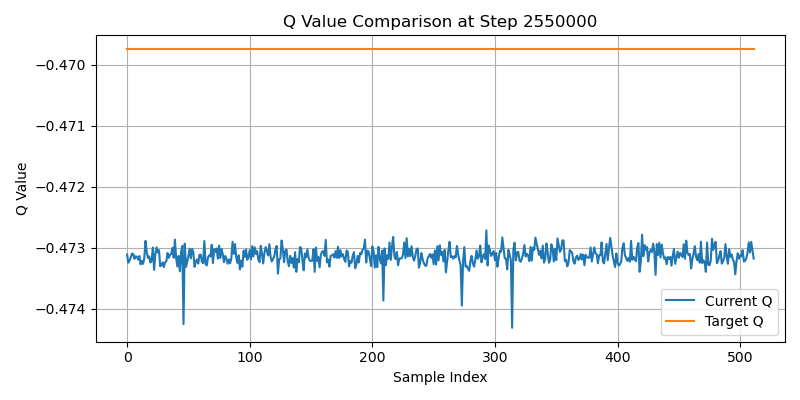 Q Value Comparison at Step 2550000
Q Value
−0.470
−0.471
−0.472
−0.473
−0.474
0
100
200
300
400
500
Sample Index
Current Q
Target Q